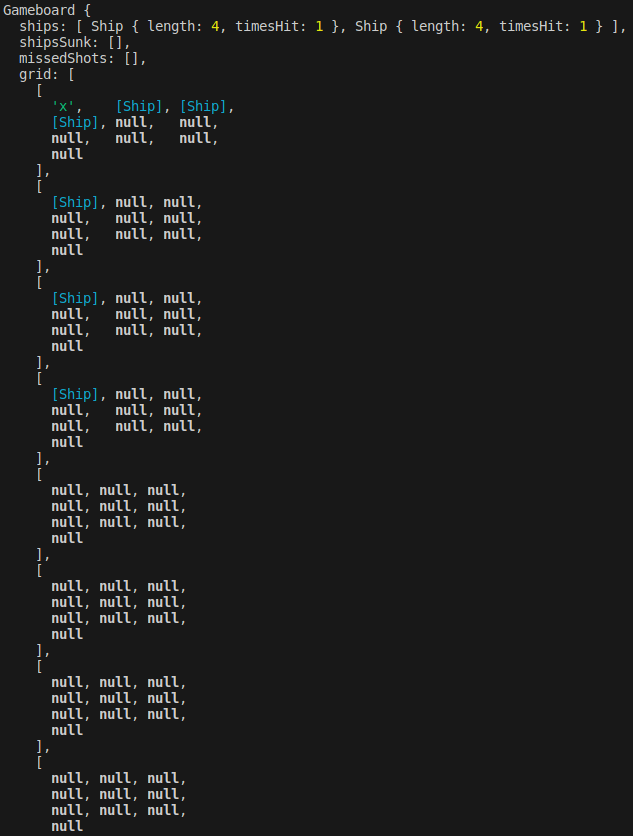 Gameboard {
  ships: [ Ship { length: 4, timesHit: 1 }, Ship { length: 4, timesHit: 1 } ],
  shipsSunk: [],
  missedShots: [],
  grid: [
    [
      'x',    [Ship], [Ship],
      [Ship], null,   null,
      null,   null,   null,
      null
    ],
    [
      [Ship], null, null,
      null,   null, null,
      null,   null, null,
      null
    ],
    [
      [Ship], null, null,
      null,   null, null,
      null,   null, null,
      null
    ],
    [
      [Ship], null, null,
      null,   null, null,
      null,   null, null,
      null
    ],
    [
      null, null, null,
      null, null, null,
      null, null, null,
      null
    ],
    [
      null, null, null,
      null, null, null,
      null, null, null,
      null
    ],
    [
      null, null, null,
      null, null, null,
      null, null, null,
      null
    ],
    [
      null, null, null,
      null, null, null,
      null, null, null,
      null